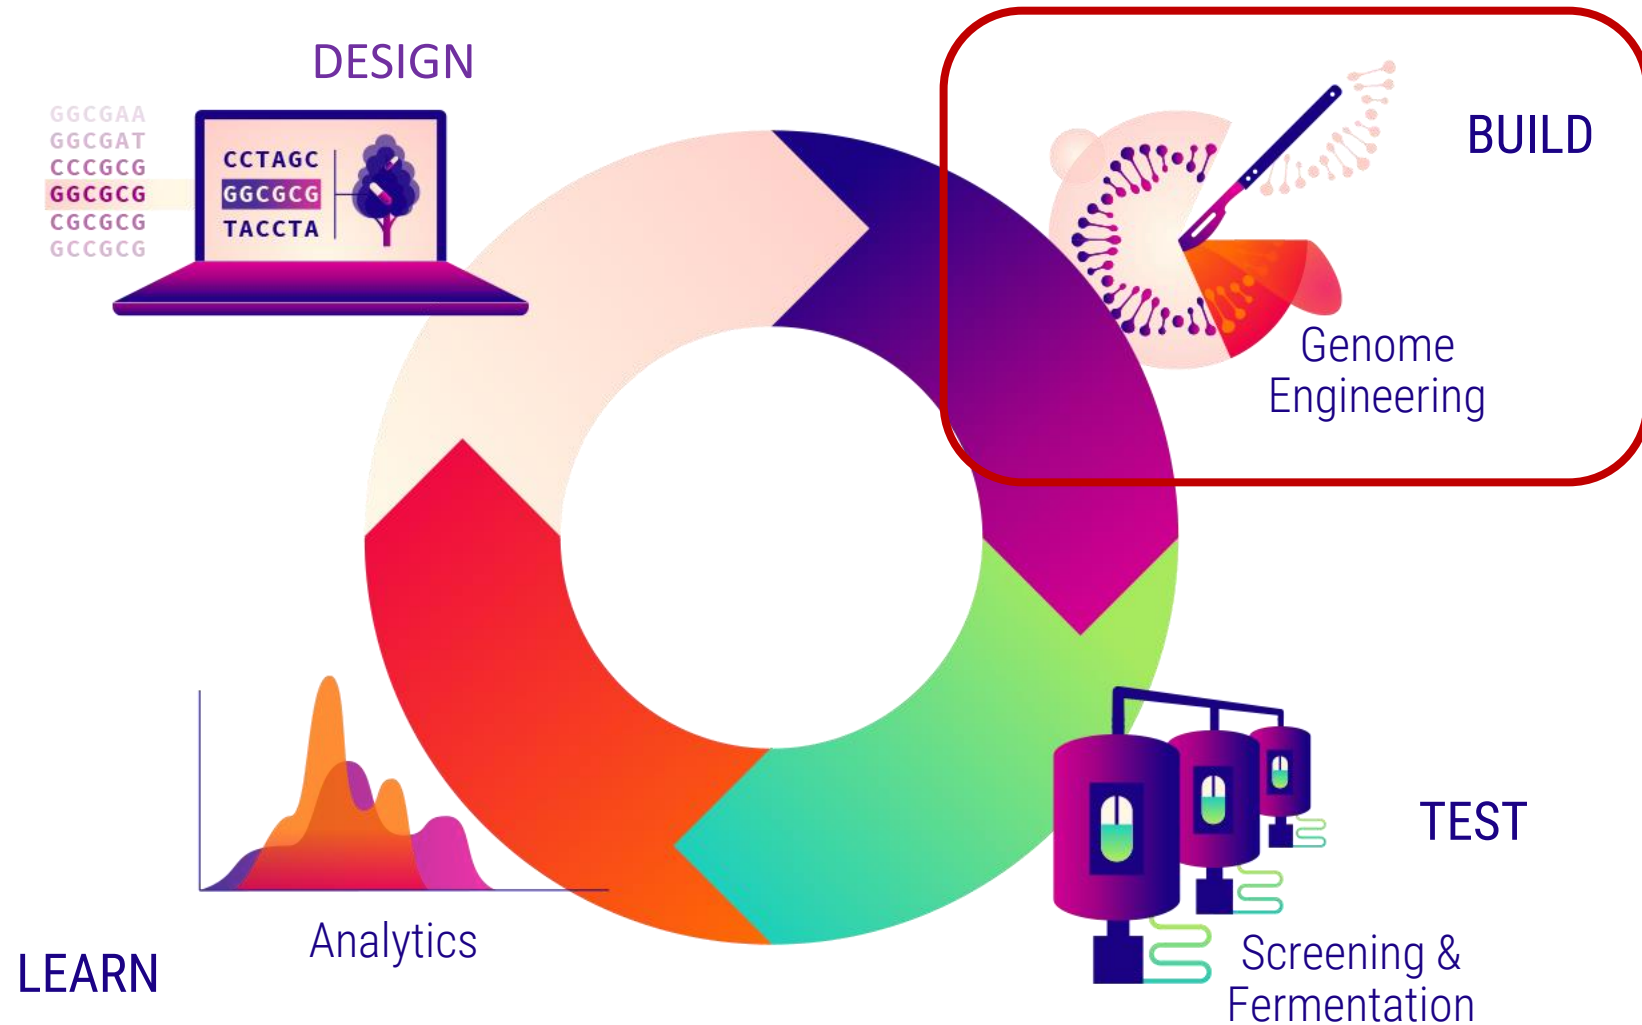 DESIGN
GGCGAA
GGCGAT
CCCGCG
GGCGCG
CGCGCG
GCCGCG
CCTAGC
GGCGCG
TACCTA
BUILD
Genome
Engineering
TEST
Screening &
Fermentation
Analytics
LEARN